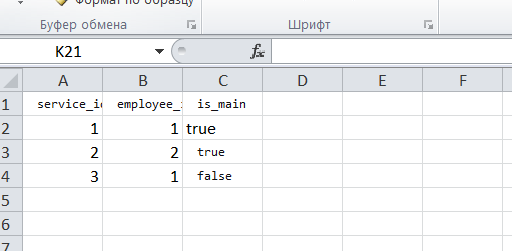 Формат по образцу
Буфер обмена Шрифт
K21 fx
A B C D E F
1 service_id employee_ is_main
2 1 1 true
3 2 2 true
4 3 1 false
5
6
7